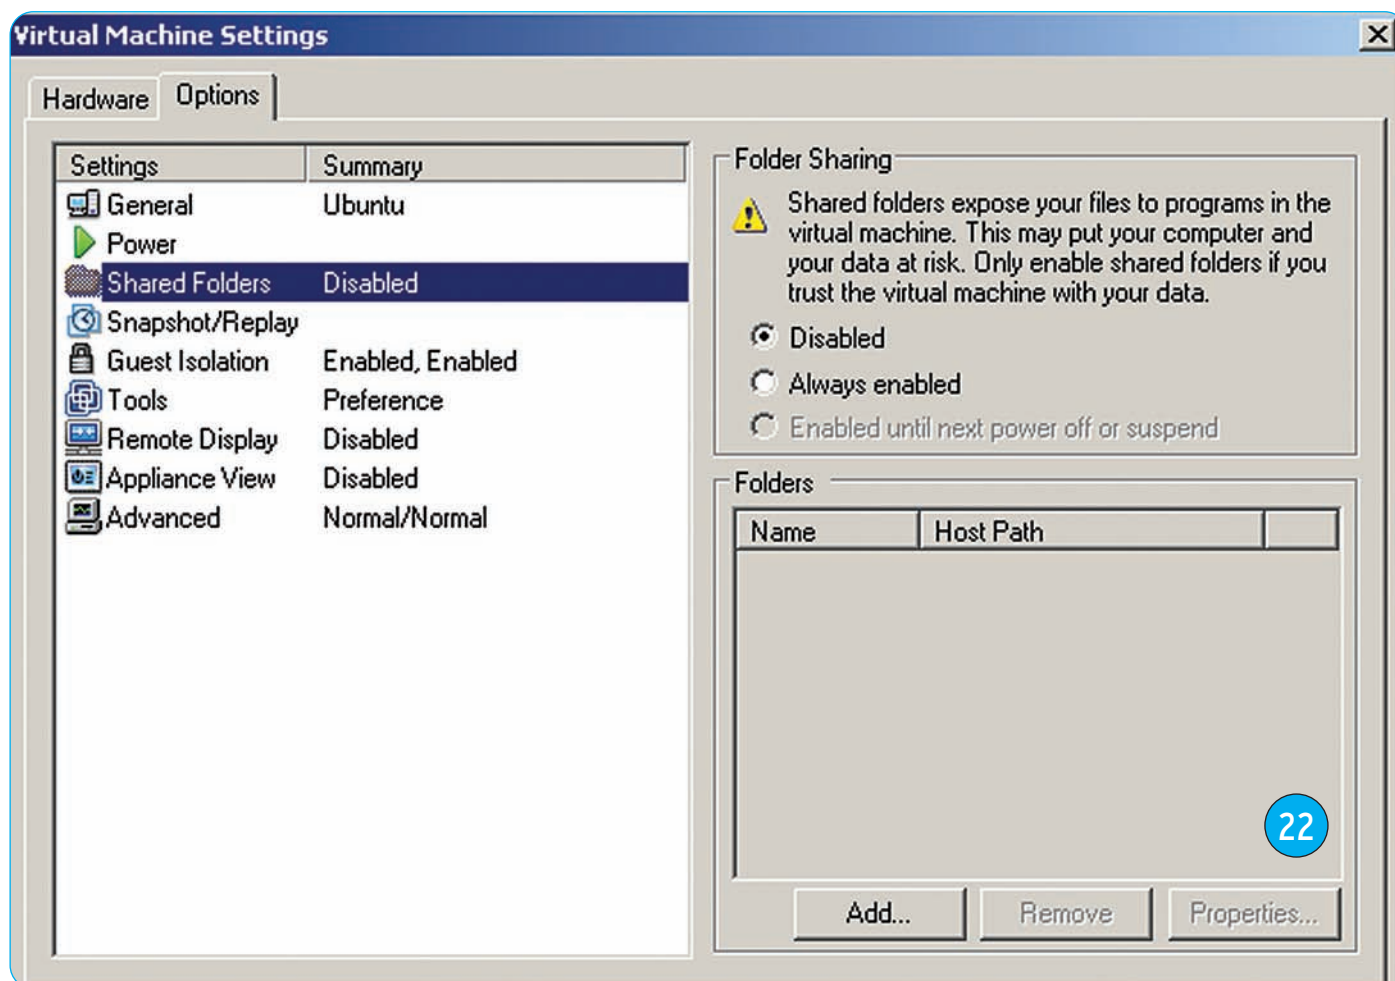 Virtual Machine Settings
Hardware Options
Settings Summary
General Ubuntu
Power
Shared Folders Disabled
Snapshot/Replay
Guest Isolation Enabled, Enabled
Tools Preference
Remote Display Disabled
Appliance View Disabled
Advanced Normal/Normal
Folder Sharing
Shared folders expose your files to programs in the
virtual machine. This may put your computer and
your data at risk. Only enable shared folders if you
trust the virtual machine with your data.
Disabled
Always enabled
Enabled until next power off or suspend
Folders
Name Host Path
22
Add... Remove Properties...